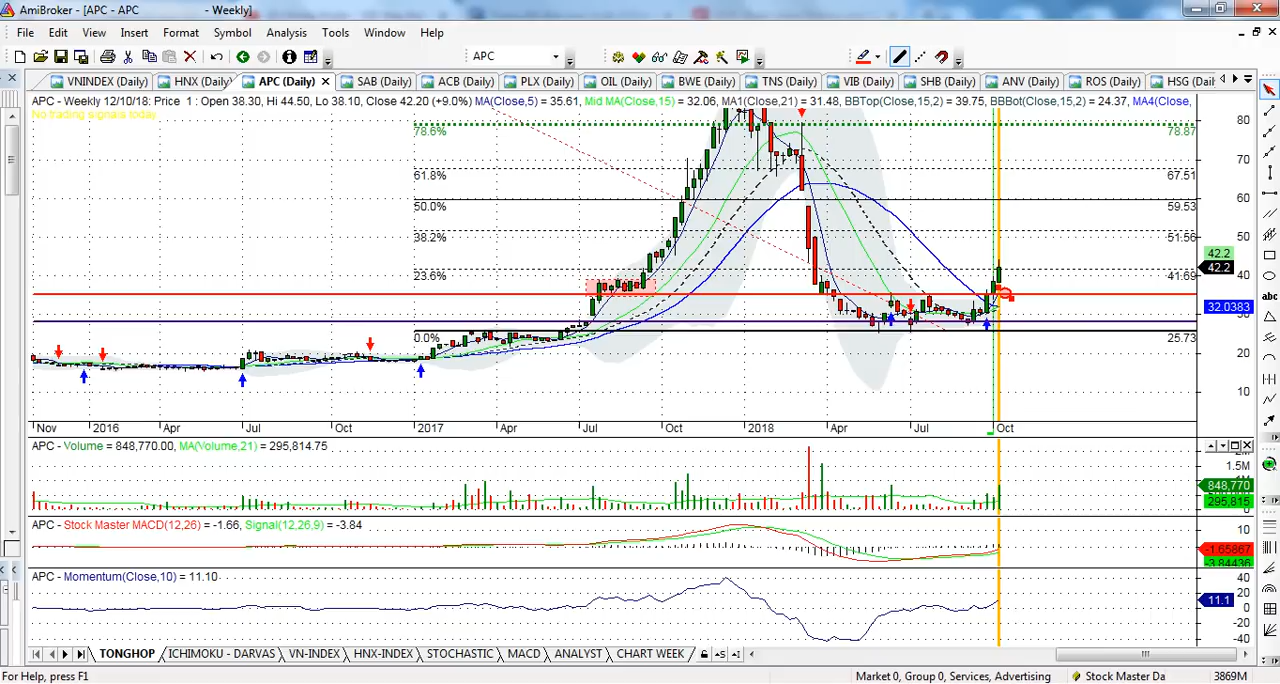 AmiBroker - [APC - APC - Weekly]
File Edit View Insert Format Symbol Analysis Tools Window Help
APC
VNINDEX (Daily) HNX (Daily) APC (Daily) SAB (Daily) ACB (Daily) PLX (Daily) OIL (Daily) BWE (Daily) TNS (Daily) VIB (Daily) SHB (Daily) ANV (Daily) ROS (Daily) HSG (Daily)
APC - Weekly 12/10/18: Price 1 : Open 38.30, Hi 44.50, Lo 38.10, Close 42.20 (+9.0%) MA(Close,5) = 35.61, Mid MA(Close,15) = 32.06, MA1(Close,21) = 31.48, BBTop(Close,15,2) = 39.75, BBBot(Close,15,2) = 24.37, MA4(Close,
No trading signals today
80
78.6% 78.87
70
61.8% 67.51
60
50.0% 59.53
50
38.2% 51.56
42.2
42.2
40
23.6% 41.69
32.0383
30
0.0% 25.73
20
10
Nov 2016 Apr Jul Oct 2017 Apr Jul Oct 2018 Apr Jul Oct
APC - Volume = 848,770.00, MA(Volume,21) = 295,814.75
1.5M
848,770
295,815
APC - Stock Master MACD(12,26) = -1.66, Signal(12,26,9) = -3.84
10
-1.65867
-3.84436
APC - Momentum(Close,10) = 11.10
40
20
11.1
0
-20
-40
TONGHOP ICHIMOKU - DARVAS VN-INDEX HNX-INDEX STOCHASTIC MACD ANALYST CHART WEEK
For Help, press F1 Market 0, Group 0, Services, Advertising Stock Master Da 3869M